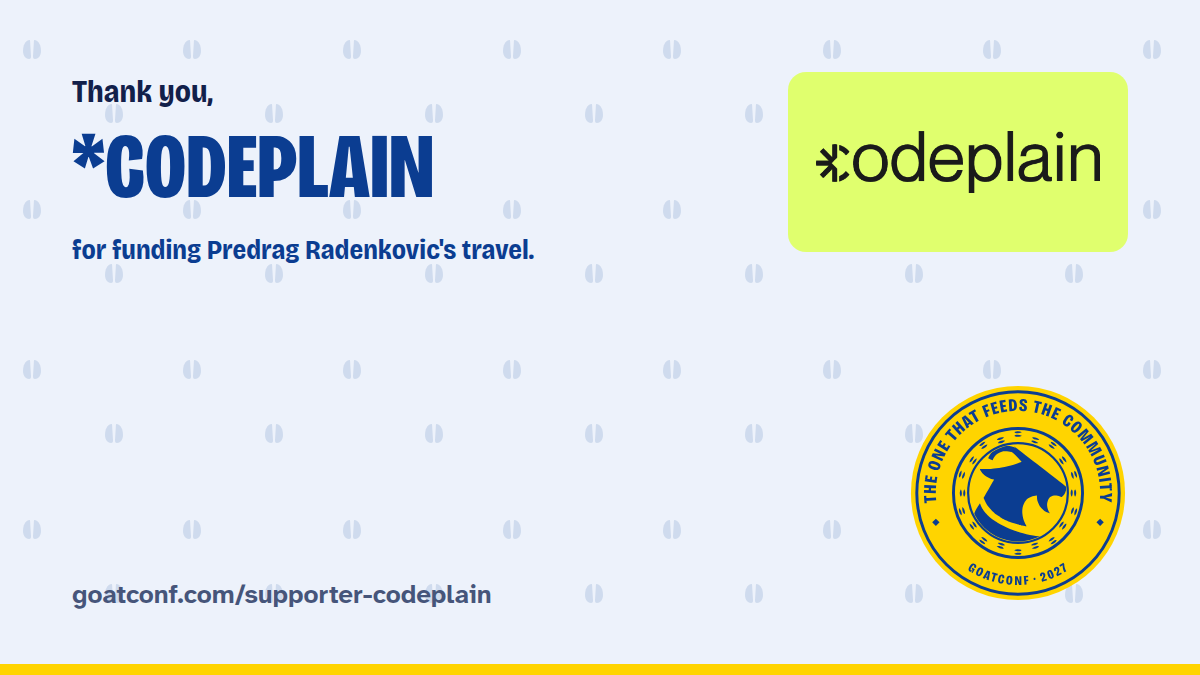 Thank you,
*CODEPLAIN
for funding Predrag Radenkovic's travel.
codeplain
THE ONE THAT FEEDS THE COMMUNITY
GOATCONF · 2027
goatconf.com/supporter-codeplain